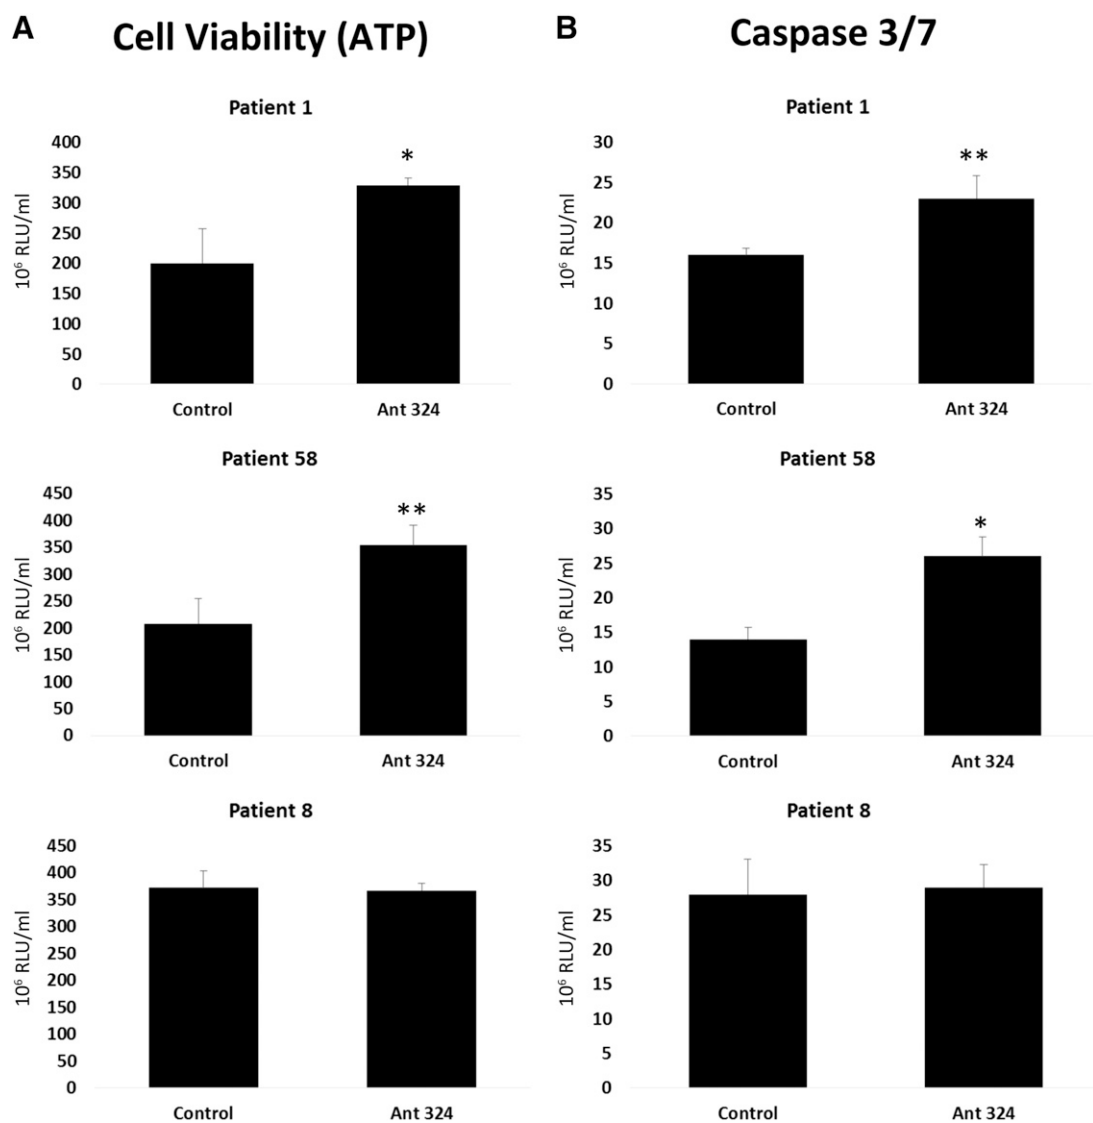 A
Cell Viability (ATP)
Patient 1
400
350
300
250
200
150
100
50
0
10⁶ RLU/ml
*
Control
Ant 324
Patient 58
450
400
350
300
250
200
150
100
50
0
10⁶ RLU/ml
**
Control
Ant 324
Patient 8
450
400
350
300
250
200
150
100
50
0
10⁶ RLU/ml
Control
Ant 324
B
Caspase 3/7
Patient 1
30
25
20
15
10
5
0
10⁶ RLU/ml
**
Control
Ant 324
Patient 58
35
30
25
20
15
10
5
0
10⁶ RLU/ml
*
Control
Ant 324
Patient 8
35
30
25
20
15
10
5
0
10⁶ RLU/ml
Control
Ant 324